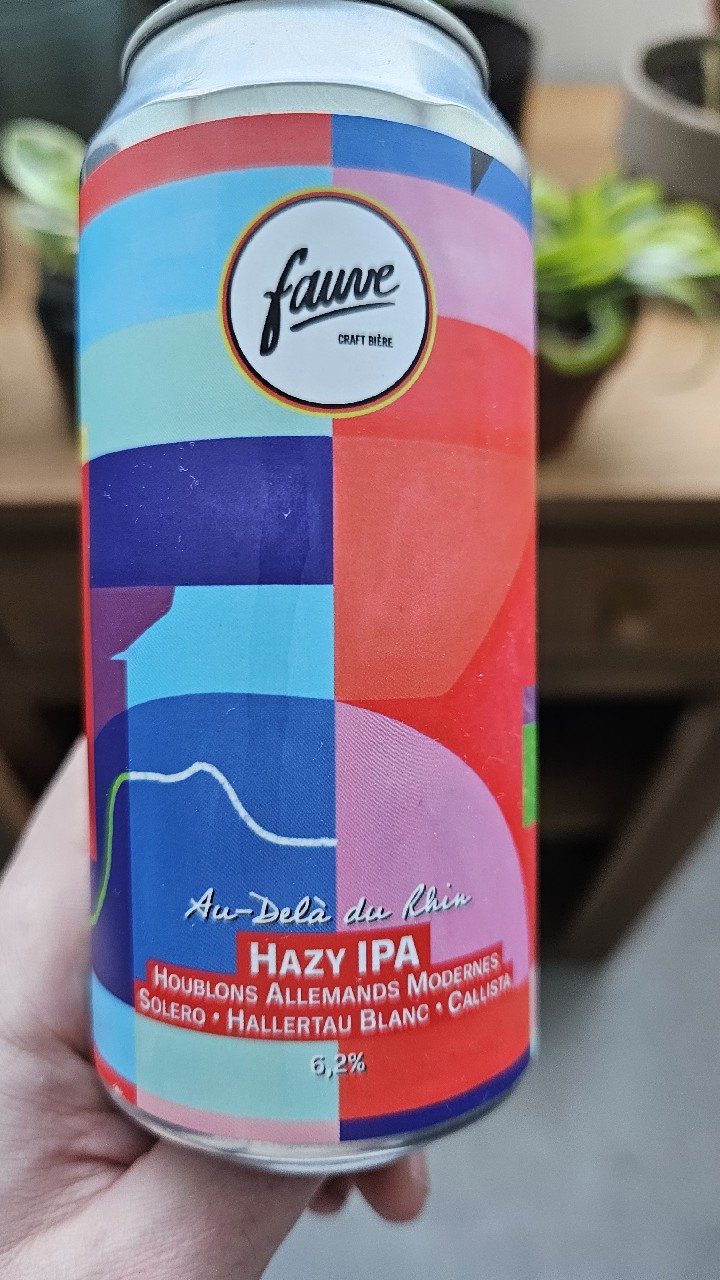 fauve
CRAFT BIÈRE
Au-Delà du Rhin
HAZY IPA
HOUBLONS ALLEMANDS MODERNES
SOLERO • HALLERTAU BLANC • CALLISTA
6,2%